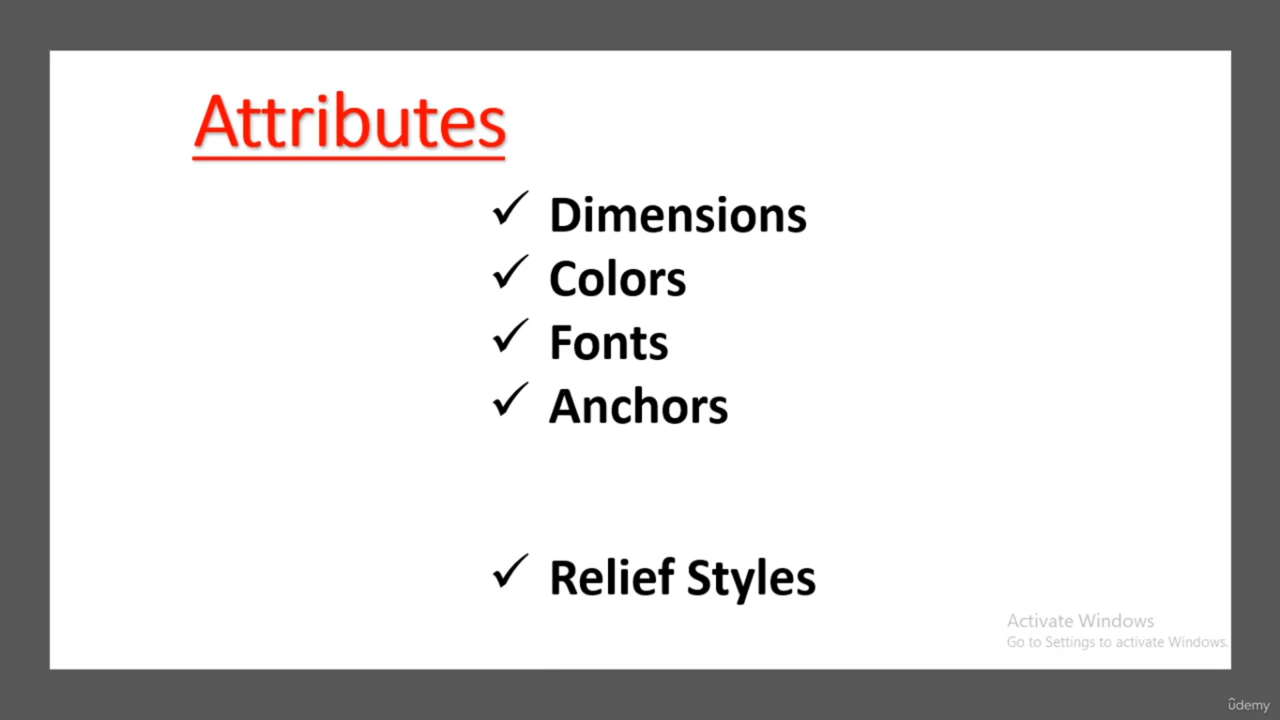 Attributes
✓ Dimensions
✓ Colors
✓ Fonts
✓ Anchors
✓ Relief Styles
Activate Windows
Go to Settings to activate Windows.
ûdemy